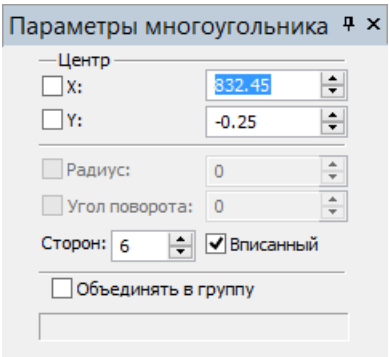 Параметры многоугольника
Центр
X: 832.45
Y: -0.25
Радиус: 0
Угол поворота: 0
Сторон: 6 Вписанный
Объединять в группу